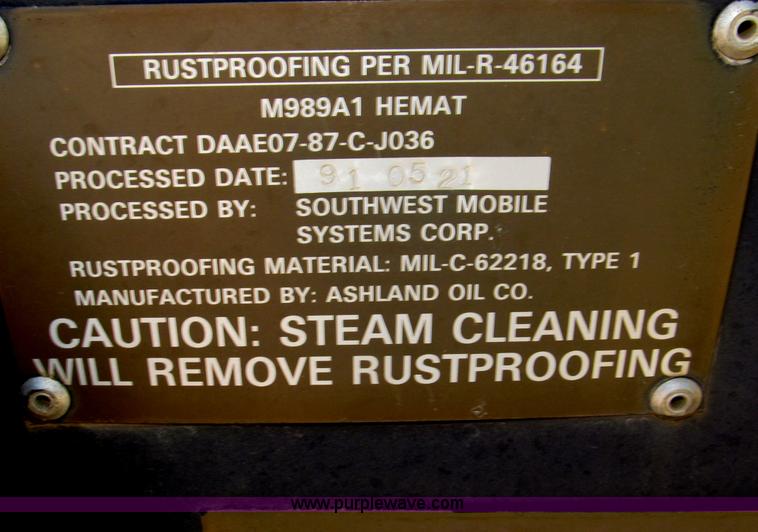 RUSTPROOFING PER MIL-R-46164
M989A1 HEMAT
CONTRACT DAAE07-87-C-J036
PROCESSED DATE: 91 05 21
PROCESSED BY: SOUTHWEST MOBILE
SYSTEMS CORP.
RUSTPROOFING MATERIAL: MIL-C-62218, TYPE 1
MANUFACTURED BY: ASHLAND OIL CO.
CAUTION: STEAM CLEANING
WILL REMOVE RUSTPROOFING
www.purplewave.com